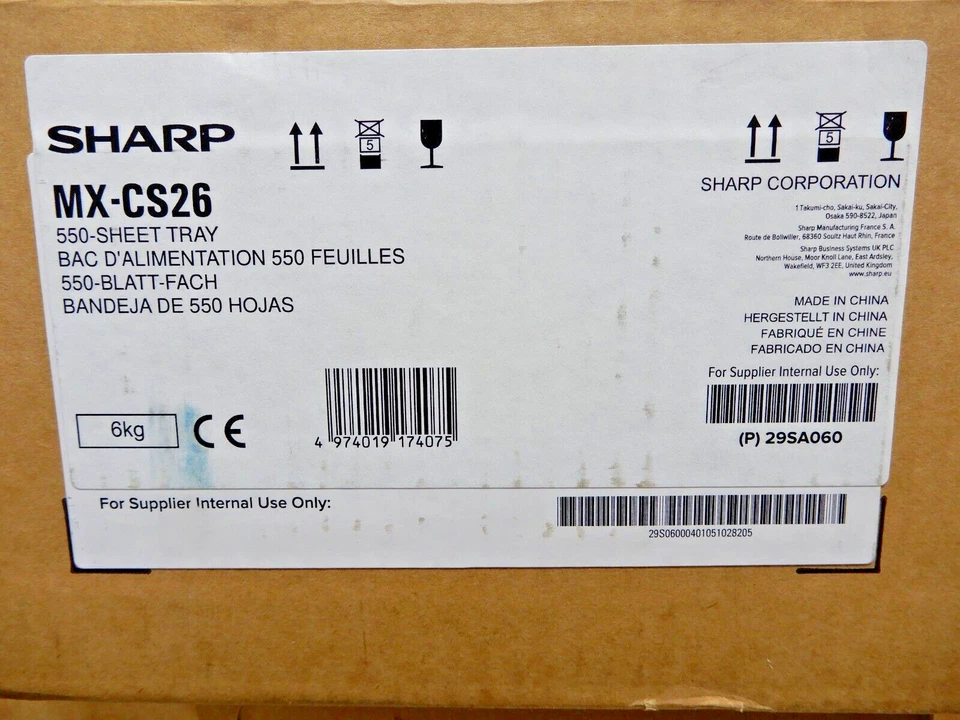 SHARP
5
5
MX-CS26
550-SHEET TRAY
BAC D'ALIMENTATION 550 FEUILLES
550-BLATT-FACH
BANDEJA DE 550 HOJAS
SHARP CORPORATION
1 Takumi-cho, Sakai-ku, Sakai-City,
Osaka 590-8522, Japan
Sharp Manufacturing France S. A.
Route de Bollwiller, 68360 Soultz Haut Rhin, France
Sharp Business Systems UK PLC
Northern House, Moor Knoll Lane, East Ardsley,
Wakefield, WF3 2EE, United Kingdom
www.sharp.eu
MADE IN CHINA
HERGESTELLT IN CHINA
FABRIQUÉ EN CHINE
FABRICADO EN CHINA
For Supplier Internal Use Only:
(P) 29SA060
6kg
CE
4 974019 174075
For Supplier Internal Use Only:
29S06000401051028205